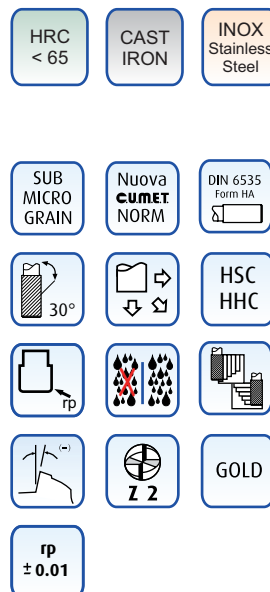 HRC
< 65
CAST
IRON
INOX
Stainless
Steel
SUB
MICRO
GRAIN
Nuova
C.U.M.E.T.
NORM
DIN 6535
Form HA
30°
HSC
HHC
rp
(-)
Z 2
GOLD
rp
± 0.01